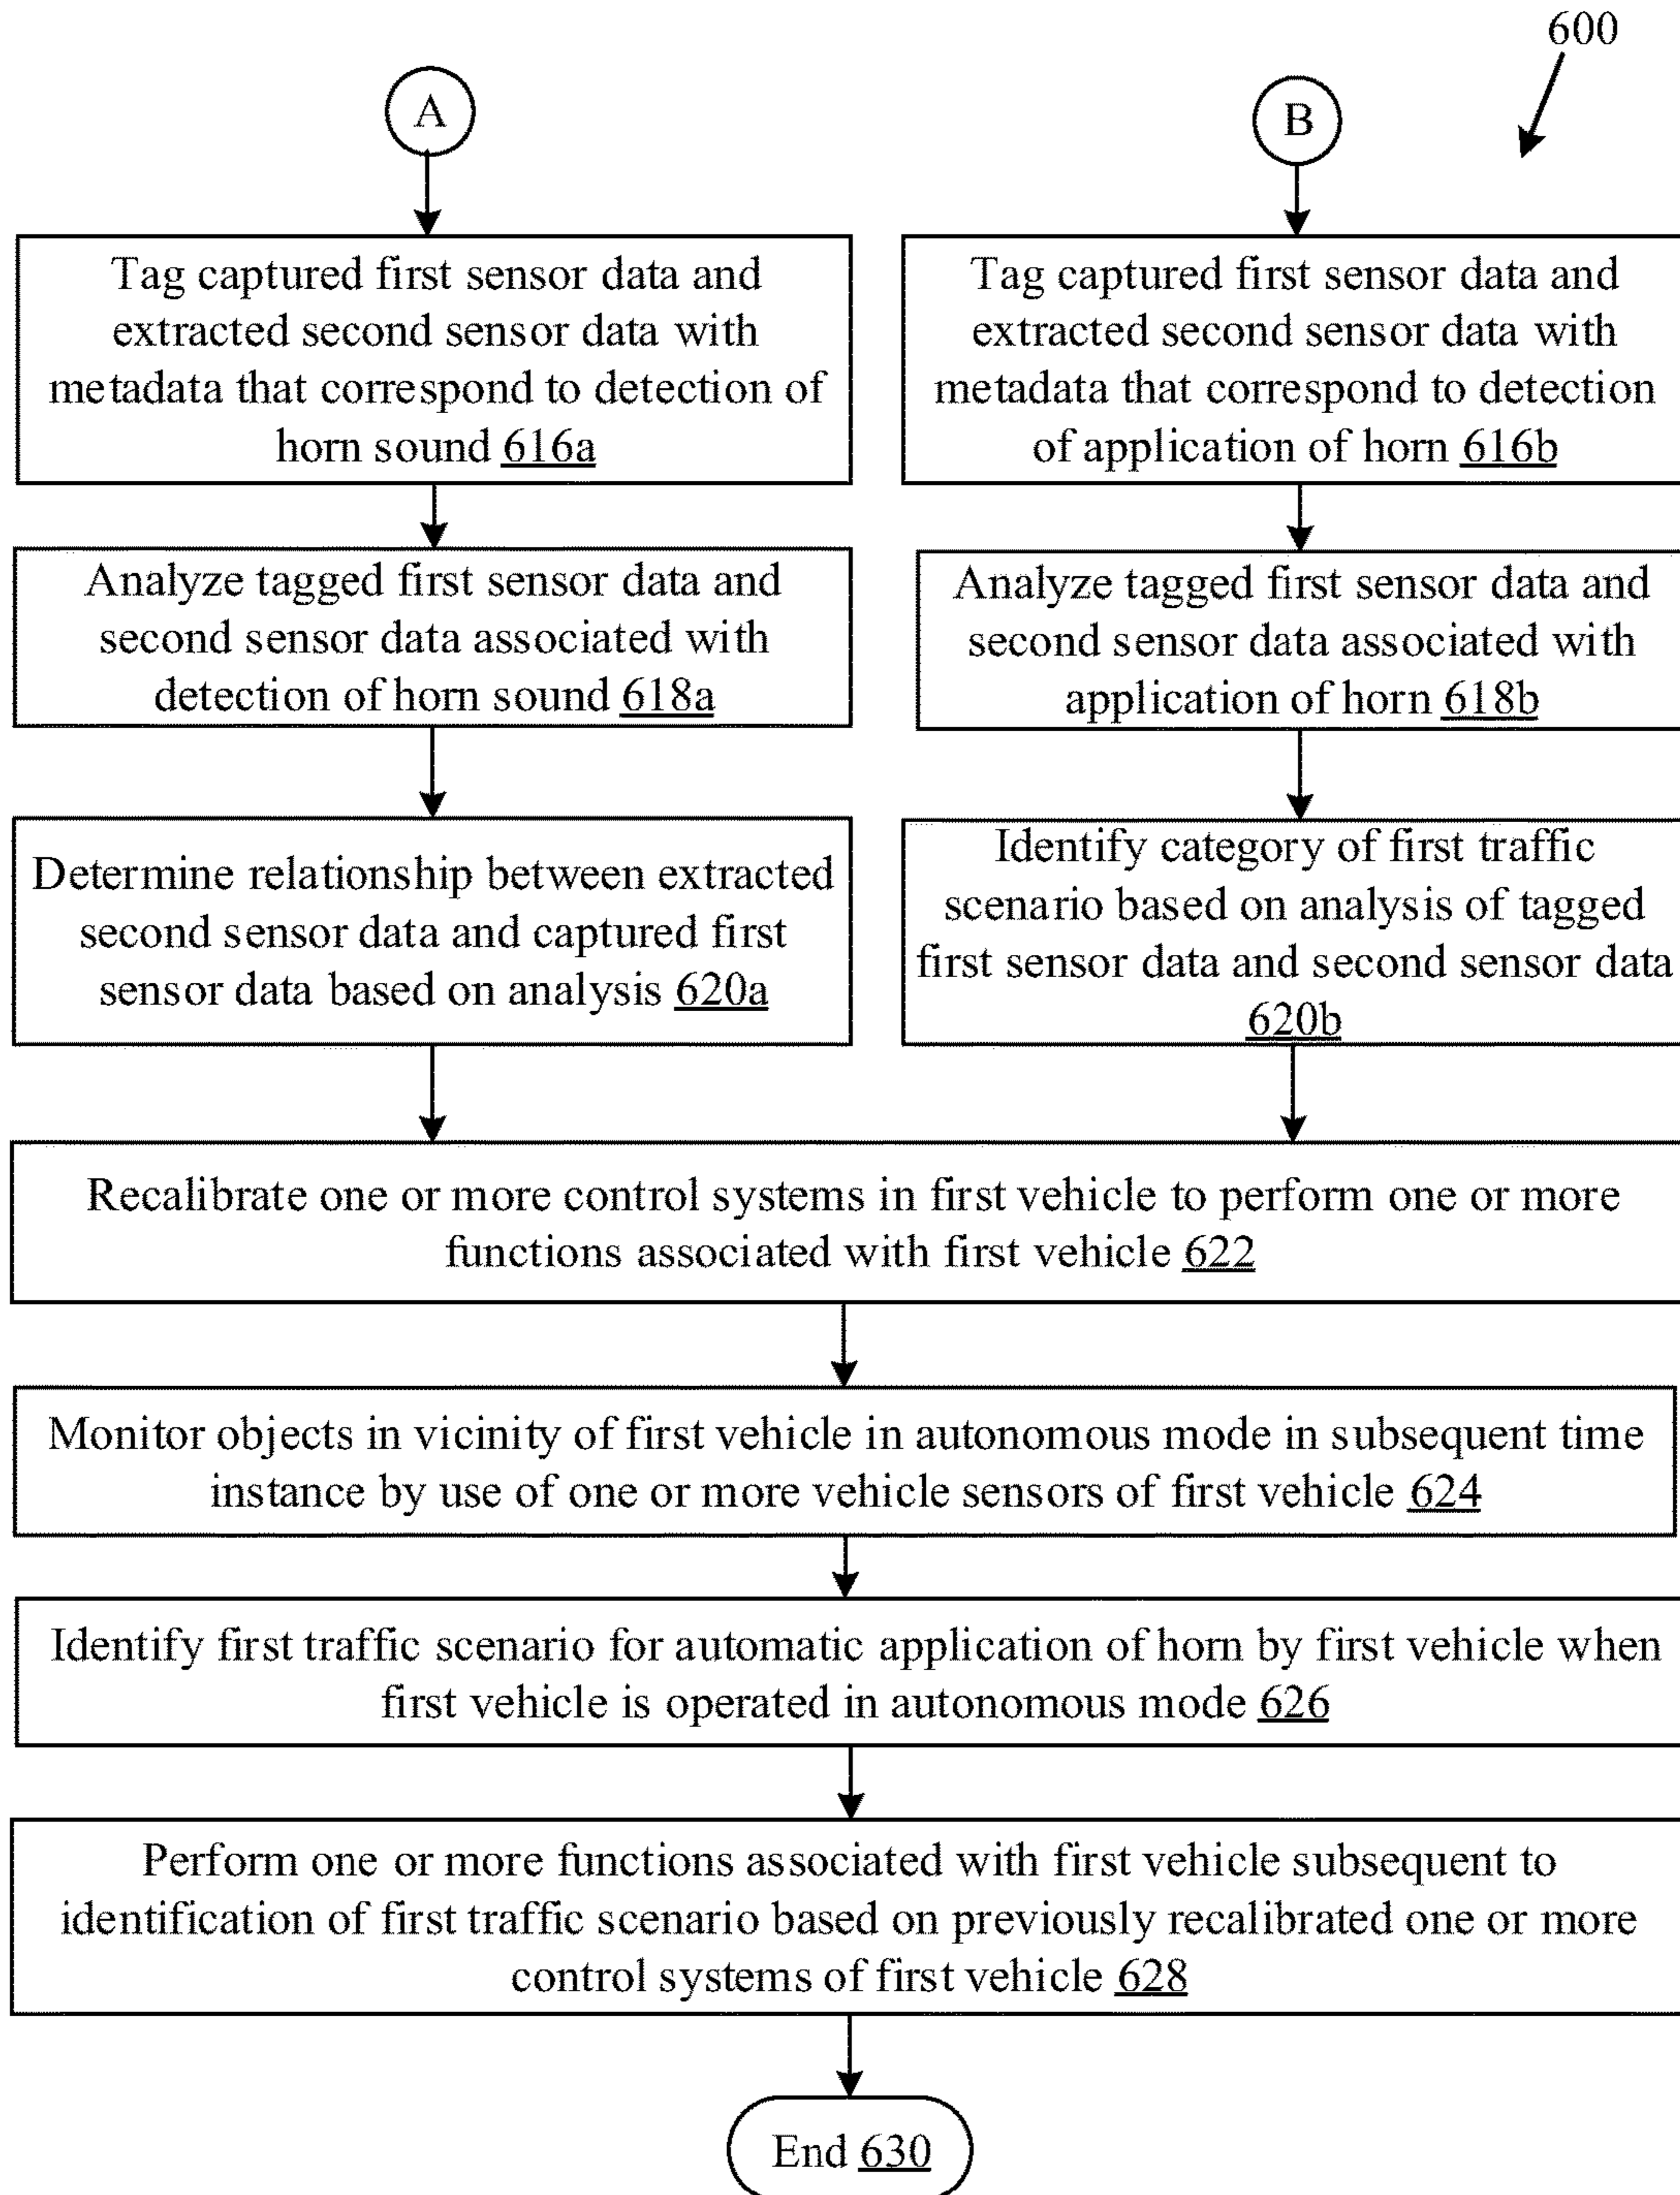 600
A
B
Tag captured first sensor data and
extracted second sensor data with
metadata that correspond to detection of
horn sound 616a
Tag captured first sensor data and
extracted second sensor data with
metadata that correspond to detection
of application of horn 616b
Analyze tagged first sensor data and
second sensor data associated with
detection of horn sound 618a
Analyze tagged first sensor data and
second sensor data associated with
application of horn 618b
Determine relationship between extracted
second sensor data and captured first
sensor data based on analysis 620a
Identify category of first traffic
scenario based on analysis of tagged
first sensor data and second sensor data
620b
Recalibrate one or more control systems in first vehicle to perform one or more
functions associated with first vehicle 622
Monitor objects in vicinity of first vehicle in autonomous mode in subsequent time
instance by use of one or more vehicle sensors of first vehicle 624
Identify first traffic scenario for automatic application of horn by first vehicle when
first vehicle is operated in autonomous mode 626
Perform one or more functions associated with first vehicle subsequent to
identification of first traffic scenario based on previously recalibrated one or more
control systems of first vehicle 628
End 630